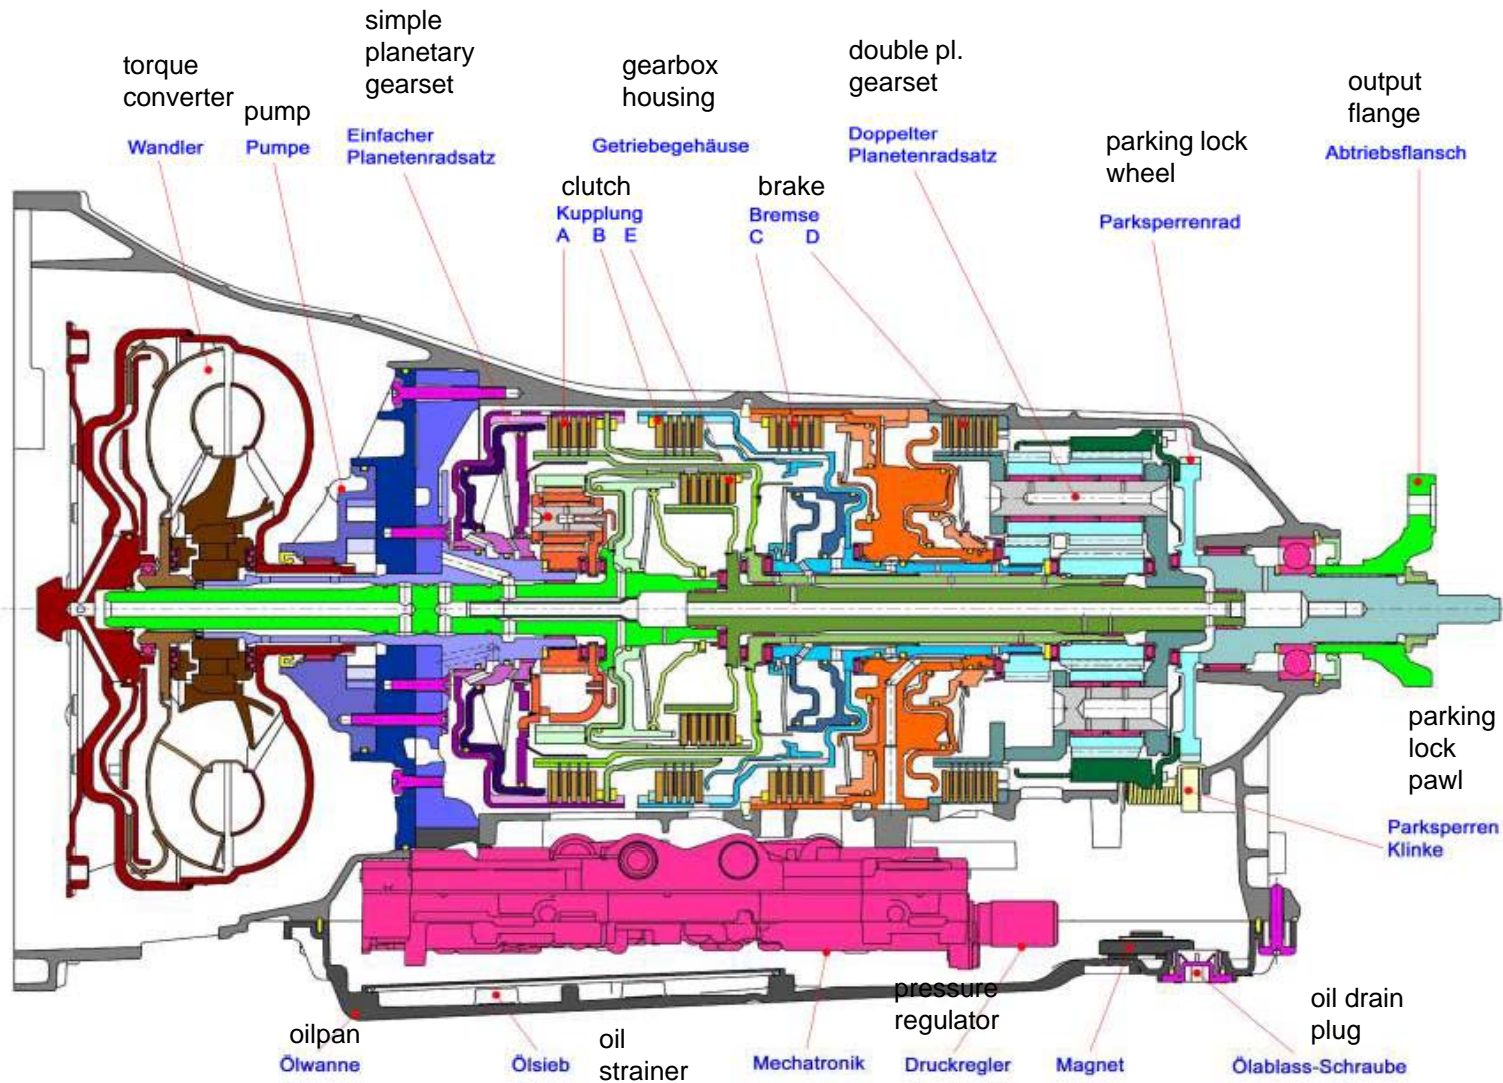 simple
planetary
gearset
torque
converter
pump
gearbox
housing
double pl.
gearset
output
flange
parking lock
wheel
Wandler
Pumpe
Einfacher
Planetenradsatz
Getriebegehäuse
Doppelter
Planetenradsatz
Abtriebsflansch
clutch
Kupplung
A B E
brake
Bremse
C D
Parksperrenrad
parking
lock
pawl
Parksperren
Klinke
oilpan
Ölwanne
Ölsieb
oil
strainer
Mechatronik
pressure
regulator
Druckregler
Magnet
oil drain
plug
Ölablass-Schraube